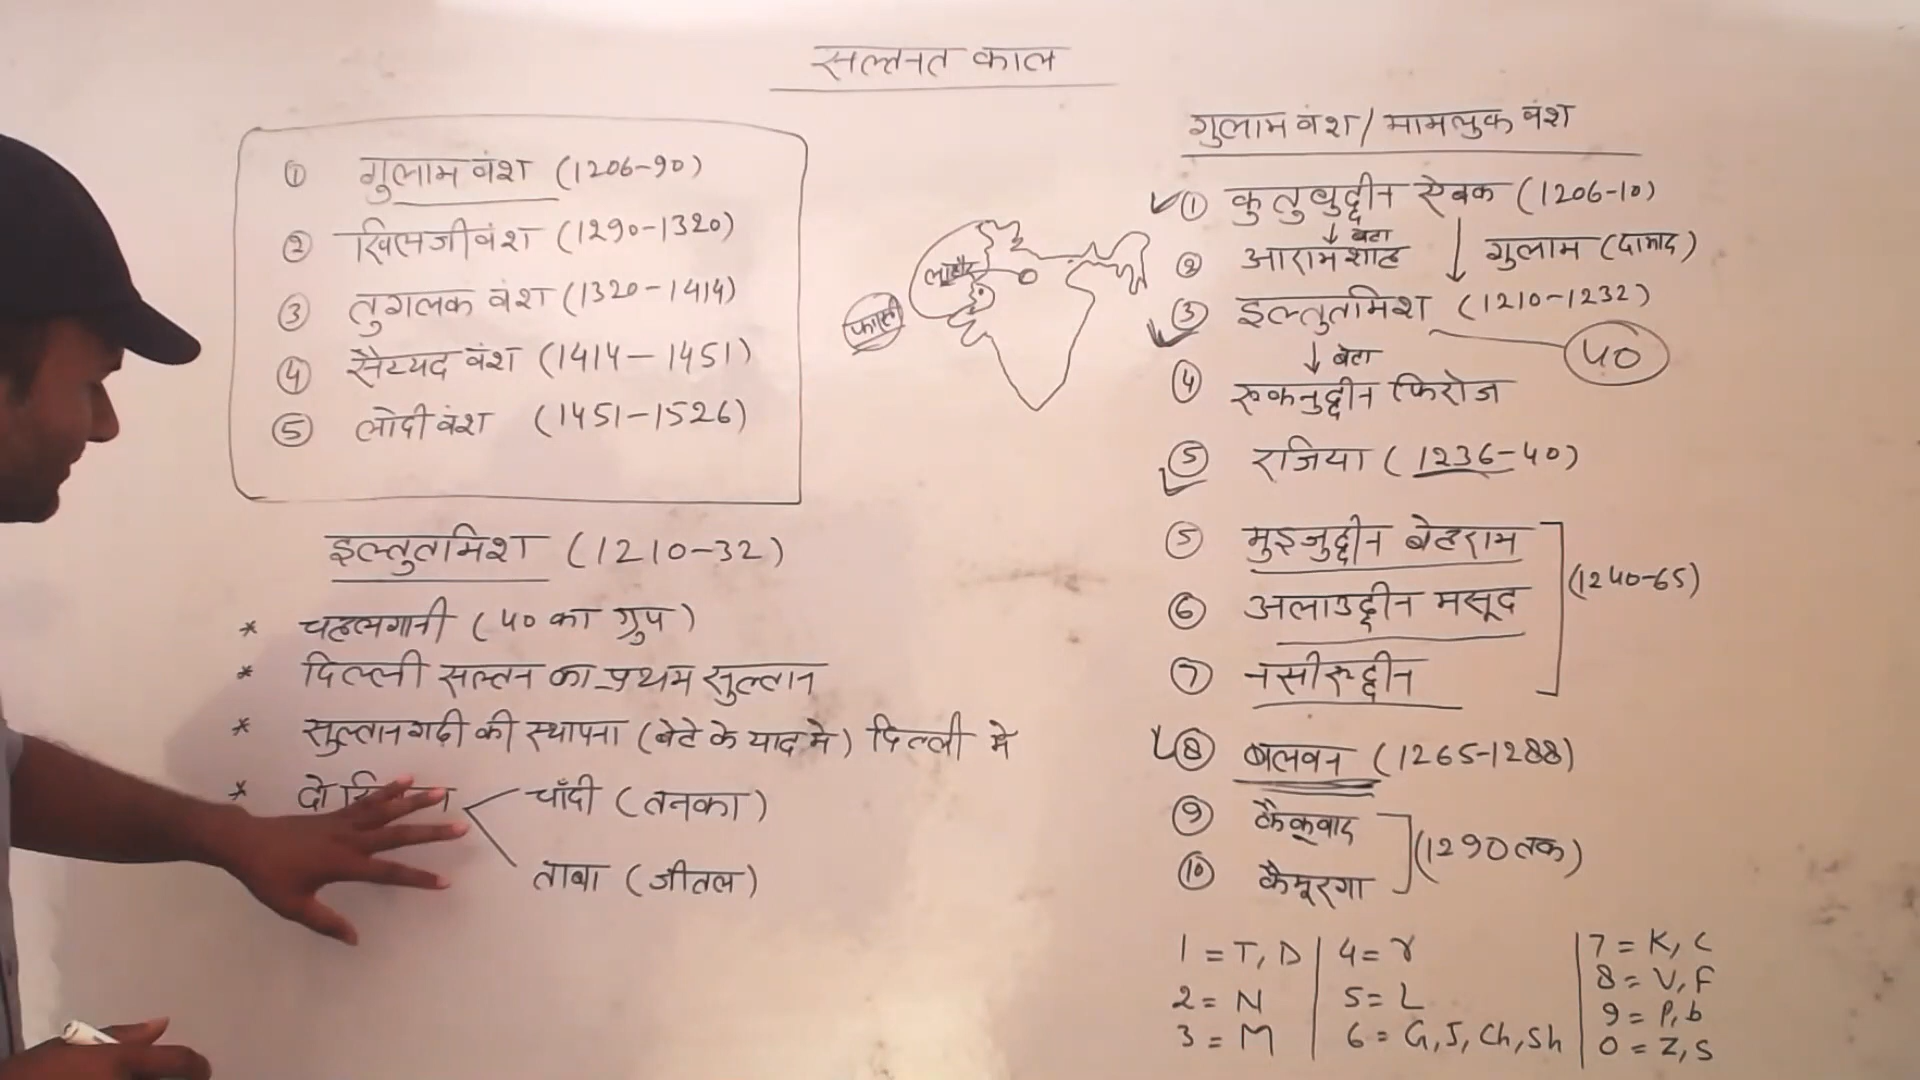 सल्तनत काल
① गुलाम वंश (1206-90)
② खिलजी वंश (1290-1320)
③ तुगलक वंश (1320-1414)
④ सैय्यद वंश (1414-1451)
⑤ लोदी वंश (1451-1526)
इल्तुतमिश (1210-32)
* चहलगानी (40 का ग्रुप)
* दिल्ली सल्तन का प्रथम सुल्तान
* सुल्तानगढ़ी की स्थापना (बेटे के याद मे) दिल्ली मे
* दो
चाँदी (तनका)
ताबा (जीतल)
लाहौर
गुलाम वंश / मामलुक वंश
① कुतुबुद्दीन ऐबक (1206-10)
↓ बेटा
② आरामशाह
↓ गुलाम (दामाद)
③ इल्तुतमिश (1210-1232)
40
↓ बेटा
④ रूकनुद्दीन फिरोज
⑤ रजिया (1236-40)
⑤ मुइजुद्दीन बेहराम
⑥ अलाउद्दीन मसूद
⑦ नसीरूद्दीन
(1240-65)
⑧ बलवन (1265-1288)
⑨ कैकूवाद
⑩ कैमूरगा
(1290 तक)
1 = T, D | 4 = r | 7 = K, C
2 = N | 5 = L | 8 = V, F
3 = M | 6 = G, J, Ch, Sh | 9 = P, b
0 = Z, S